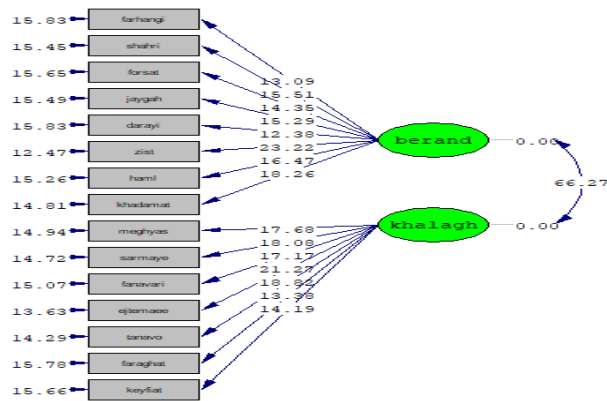 15.83 farhangi
15.45 shahri
15.65 forsat
15.49 jaygah
15.83 darayi
12.47 zist
15.26 haml
14.81 khadamat
14.94 meghyas
14.72 sarmaye
15.07 fanavari
13.63 ejtemaee
14.29 tanavo
15.78 faraghat
15.66 keyfiat
13.09
15.51
14.35
15.29
12.38
23.22
16.47
18.26
17.68
18.08
17.17
21.27
18.82
13.38
14.19
berand 0.00
khalagh 0.00
66.27